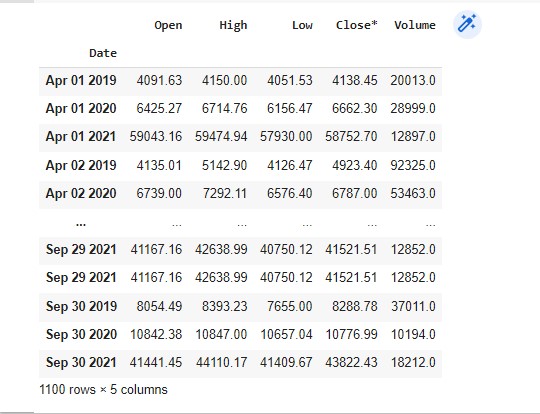 Open High Low Close* Volume
Date
Apr 01 2019 4091.63 4150.00 4051.53 4138.45 20013.0
Apr 01 2020 6425.27 6714.76 6156.47 6662.30 28999.0
Apr 01 2021 59043.16 59474.94 57930.00 58752.70 12897.0
Apr 02 2019 4135.01 5142.90 4126.47 4923.40 92325.0
Apr 02 2020 6739.00 7292.11 6576.40 6787.00 53463.0
... ... ... ... ... ...
Sep 29 2021 41167.16 42638.99 40750.12 41521.51 12852.0
Sep 29 2021 41167.16 42638.99 40750.12 41521.51 12852.0
Sep 30 2019 8054.49 8393.23 7655.00 8288.78 37011.0
Sep 30 2020 10842.38 10847.00 10657.04 10776.99 10194.0
Sep 30 2021 41441.45 44110.17 41409.67 43822.43 18212.0
1100 rows × 5 columns